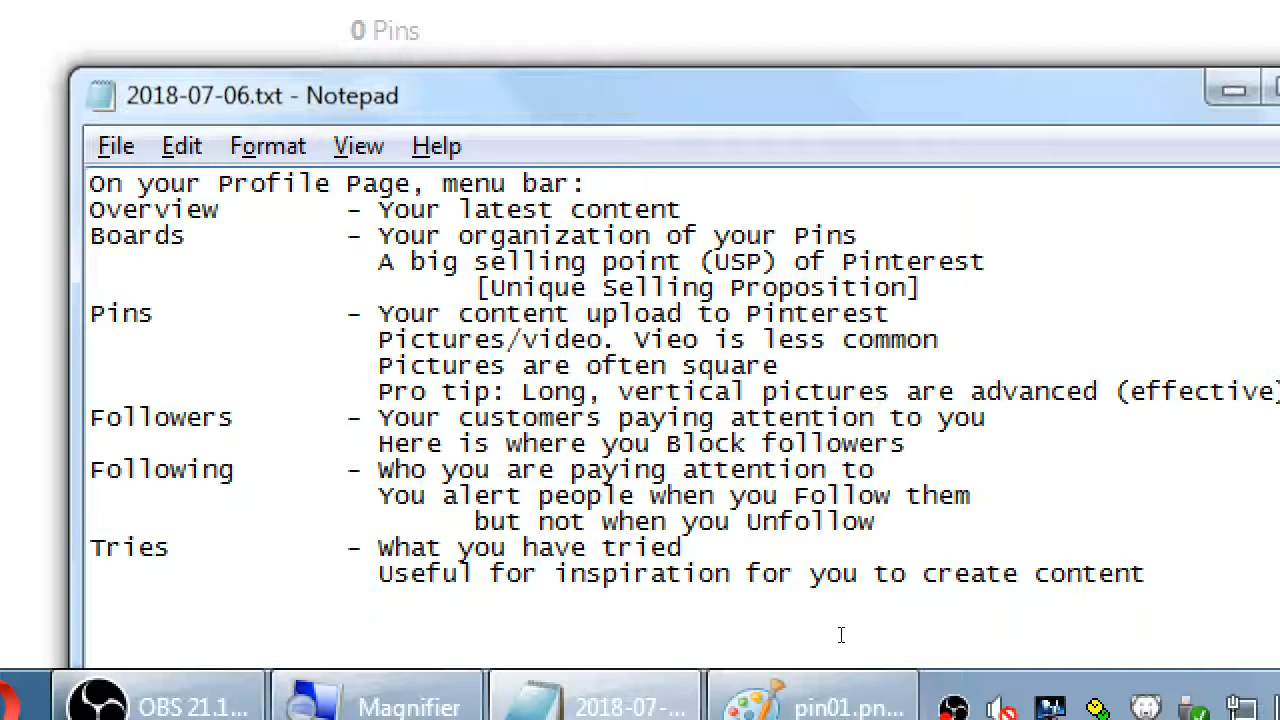 0 Pins
2018-07-06.txt - Notepad
File Edit Format View Help
On your Profile Page, menu bar:
Overview - Your latest content
Boards - Your organization of your Pins
A big selling point (USP) of Pinterest
[Unique Selling Proposition]
Pins - Your content upload to Pinterest
Pictures/video. Vieo is less common
Pictures are often square
Pro tip: Long, vertical pictures are advanced (effective)
Followers - Your customers paying attention to you
Here is where you Block followers
Following - Who you are paying attention to
You alert people when you Follow them
but not when you Unfollow
Tries - What you have tried
Useful for inspiration for you to create content
OBS 21.1... Magnifier 2018-07-... pin01.pn...